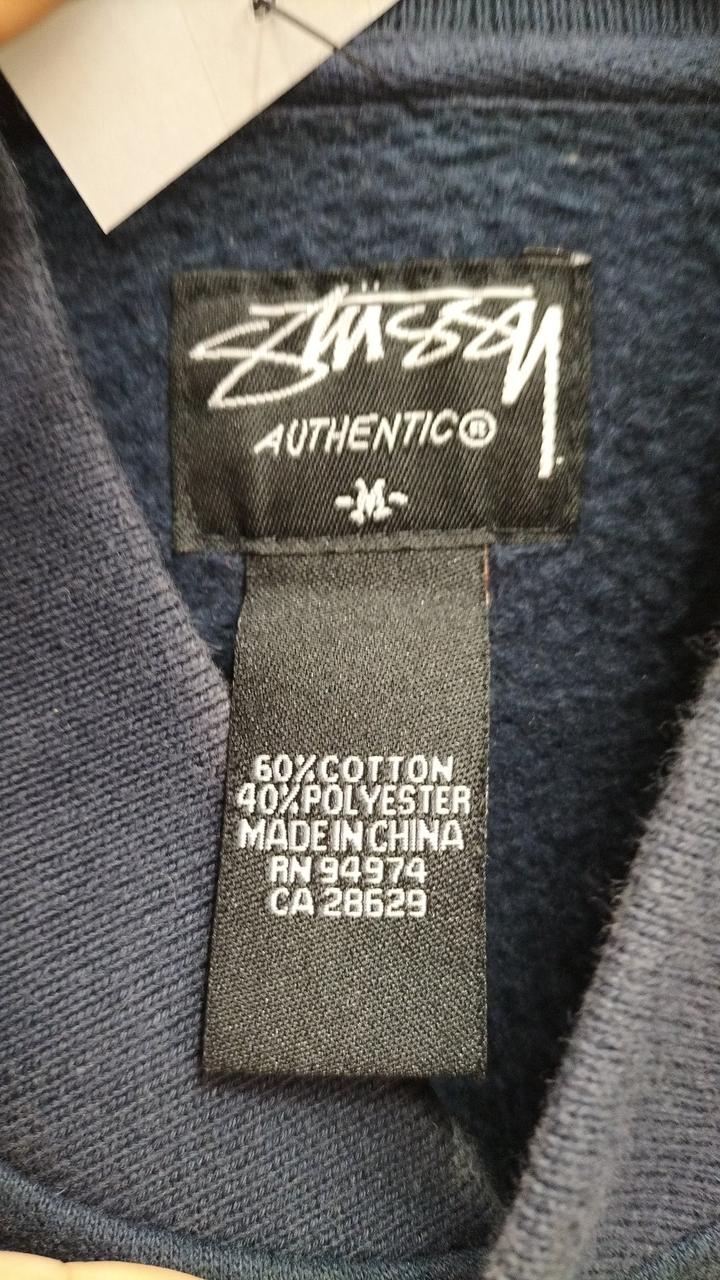 Stüssy
AUTHENTIC®
-M-
60%COTTON
40%POLYESTER
MADE IN CHINA
RN 94974
CA 28629